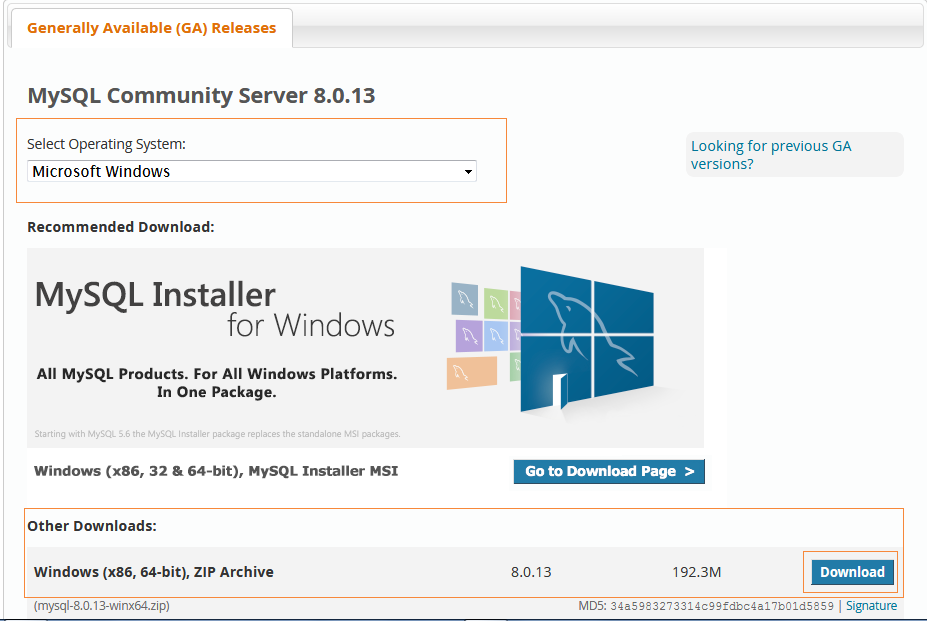 Generally Available (GA) Releases
MySQL Community Server 8.0.13
Select Operating System:
Microsoft Windows
Looking for previous GA
versions?
Recommended Download:
MySQL Installer
for Windows
All MySQL Products. For All Windows Platforms.
In One Package.
Starting with MySQL 5.6 the MySQL Installer package replaces the standalone MSI packages.
Windows (x86, 32 & 64-bit), MySQL Installer MSI
Go to Download Page >
Other Downloads:
Windows (x86, 64-bit), ZIP Archive 8.0.13 192.3M Download
(mysql-8.0.13-winx64.zip) MD5: 34a5983273314c99fdbc4a17b01d5859 | Signature